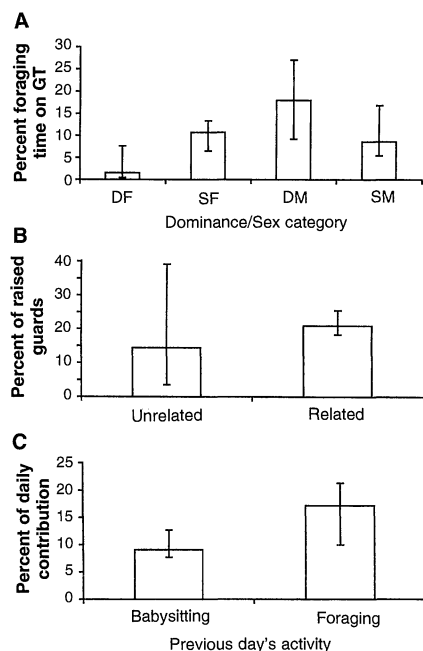 A
Percent foraging
time on GT
30
25
20
15
10
5
0
DF SF DM SM
Dominance/Sex category
B
Percent of raised
guards
40
30
20
10
0
Unrelated Related
C
Percent of daily
contribution
25
20
15
10
5
0
Babysitting Foraging
Previous day's activity